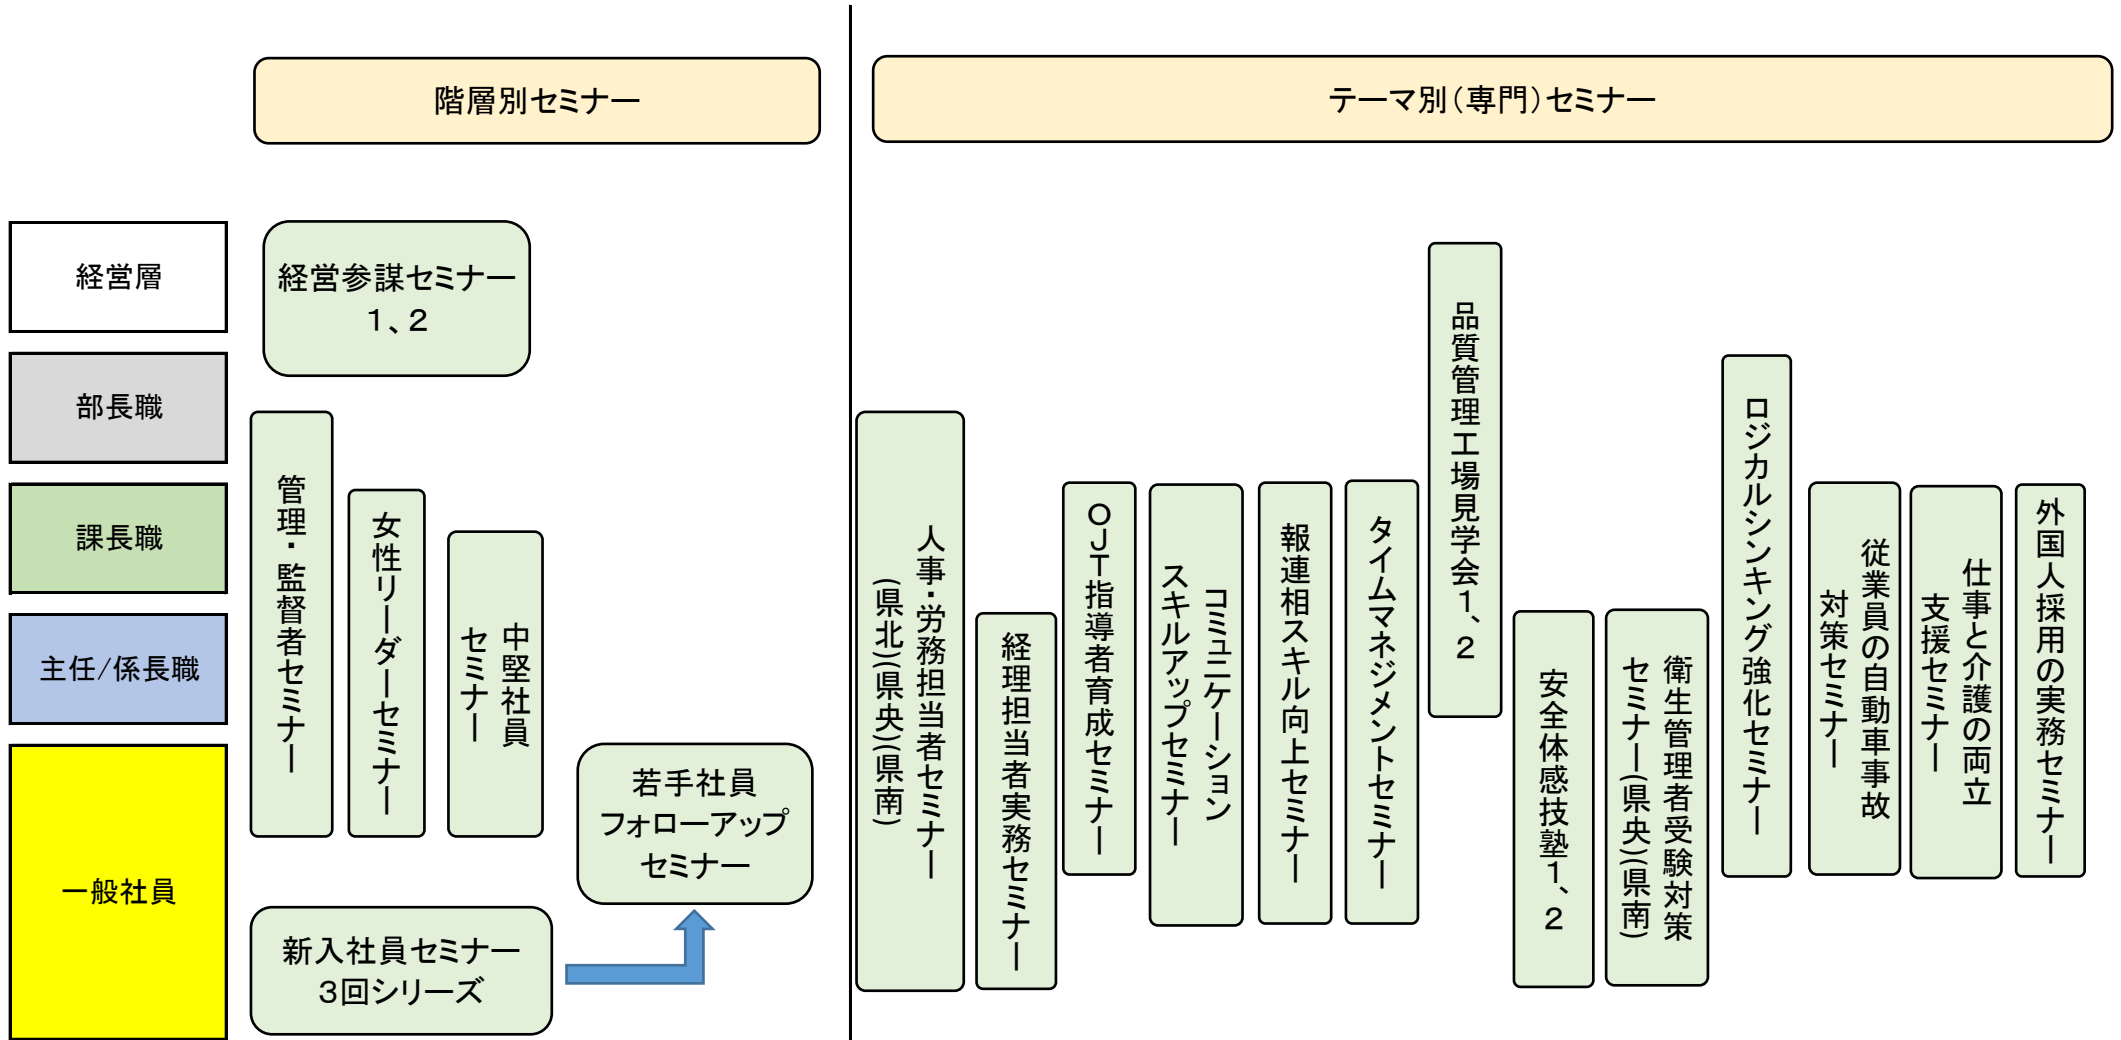 階層別セミナー
テーマ別(専門)セミナー
経営層
部長職
課長職
主任/係長職
一般社員
経営参謀セミナー
1、2
管理・監督者セミナー
女性リーダーセミナー
中堅社員
セミナー
若手社員
フォローアップ
セミナー
新入社員セミナー
3回シリーズ
人事・労務担当者セミナー
(県北)(県央)(県南)
経理担当者実務セミナー
OJT指導者育成セミナー
コミュニケーション
スキルアップセミナー
報連相スキル向上セミナー
タイムマネジメントセミナー
品質管理工場見学会1、2
安全体感技塾1、2
衛生管理者受験対策
セミナー(県央)(県南)
ロジカルシンキング強化セミナー
従業員の自動車事故
対策セミナー
仕事と介護の両立
支援セミナー
外国人採用の実務セミナー